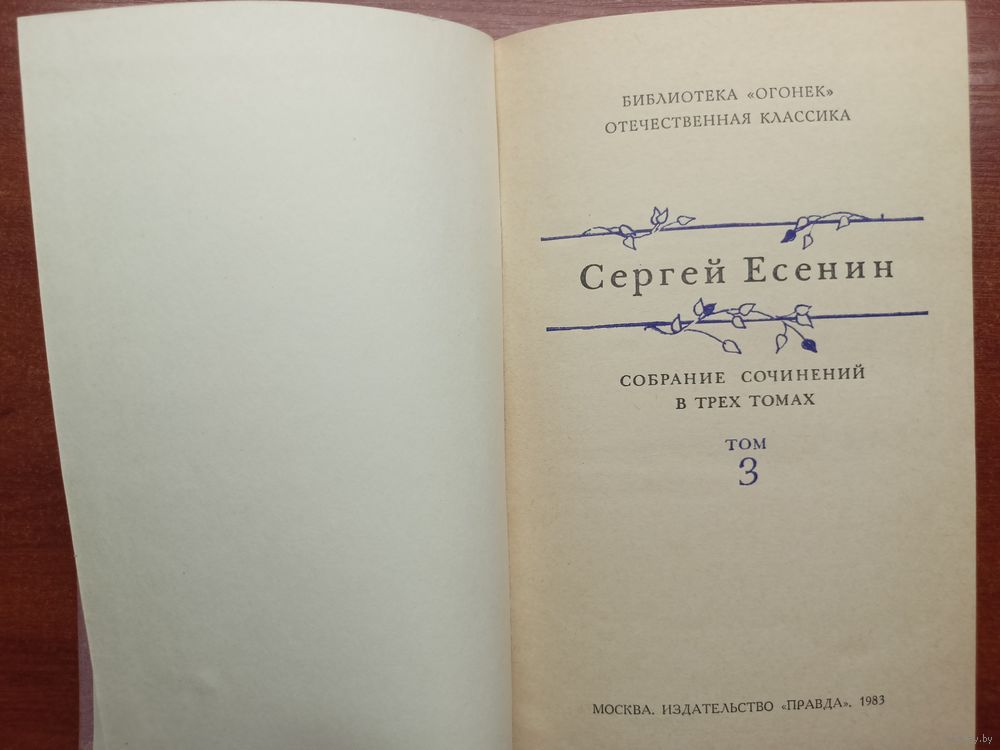 БИБЛИОТЕКА «ОГОНЕК»
ОТЕЧЕСТВЕННАЯ КЛАССИКА
Сергей Есенин
СОБРАНИЕ СОЧИНЕНИЙ
В ТРЕХ ТОМАХ
ТОМ
3
МОСКВА. ИЗДАТЕЛЬСТВО «ПРАВДА». 1983